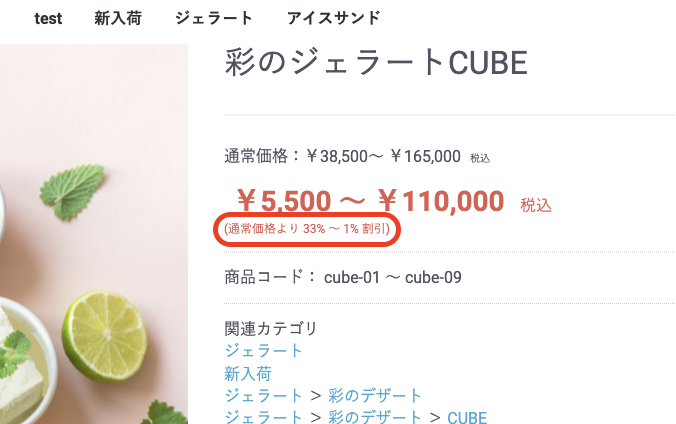 test 新入荷 ジェラート アイスサンド
彩のジェラートCUBE
通常価格：￥38,500～ ￥165,000 税込
￥5,500 ～ ￥110,000 税込
(通常価格より 33% ～ 1% 割引)
商品コード： cube-01 ～ cube-09
関連カテゴリ
ジェラート
新入荷
ジェラート ＞ 彩のデザート
ジェラート ＞ 彩のデザート ＞ CUBE